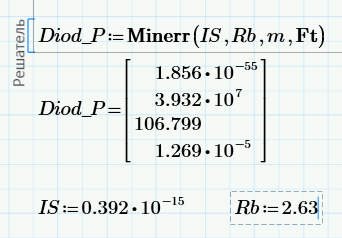 Решатель
Diod_P:=Minerr(IS,Rb,m,Ft)
Diod_P=[1.856•10^-55
3.932•10^7
106.799
1.269•10^-5]
IS:=0.392•10^-15 Rb:=2.63